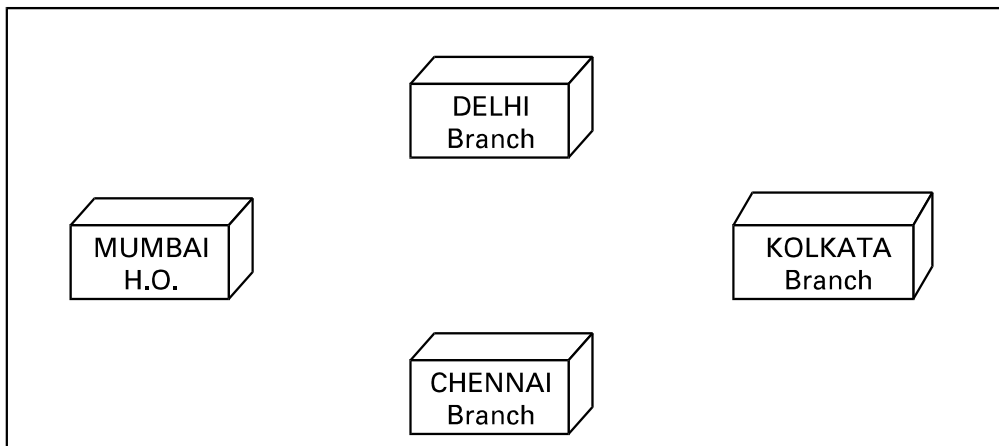 DELHI
Branch
MUMBAI
H.O.
KOLKATA
Branch
CHENNAI
Branch